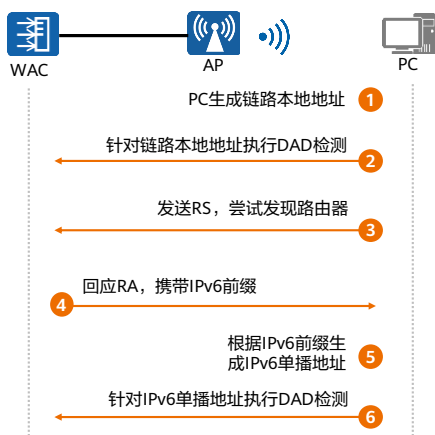 WAC
AP
PC
PC生成链路本地地址 1
针对链路本地地址执行DAD检测
2
发送RS，尝试发现路由器
3
回应RA，携带IPv6前缀
4
根据IPv6前缀生
成IPv6单播地址
5
针对IPv6单播地址执行DAD检测
6